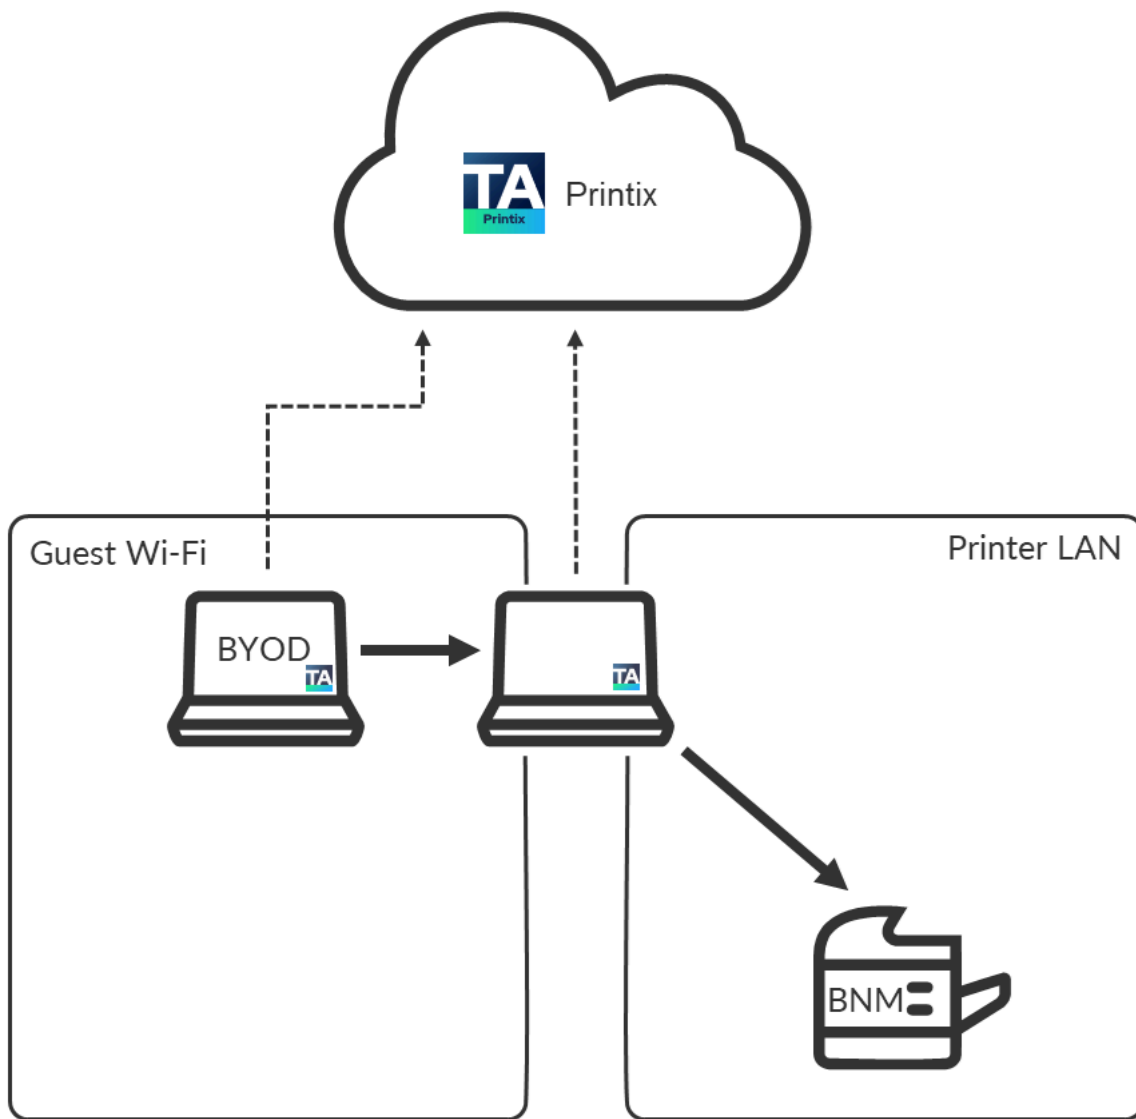 TA
Printix
Printix
Guest Wi-Fi
Printer LAN
BYOD
TA
TA
BNM